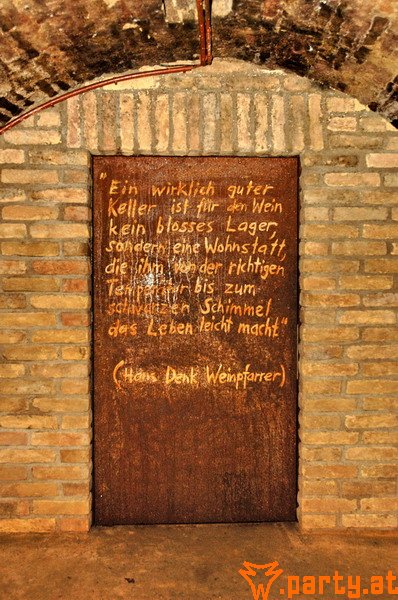 "Ein wirklich guter
Keller ist für den Wein
kein blosses Lager,
sondern eine Wohnstatt,
die ihm von der richtigen
Temperatur bis zum
schwarzen Schimmel
das Leben leicht macht"
(Hans Denk Weinpfarrer)
party.at